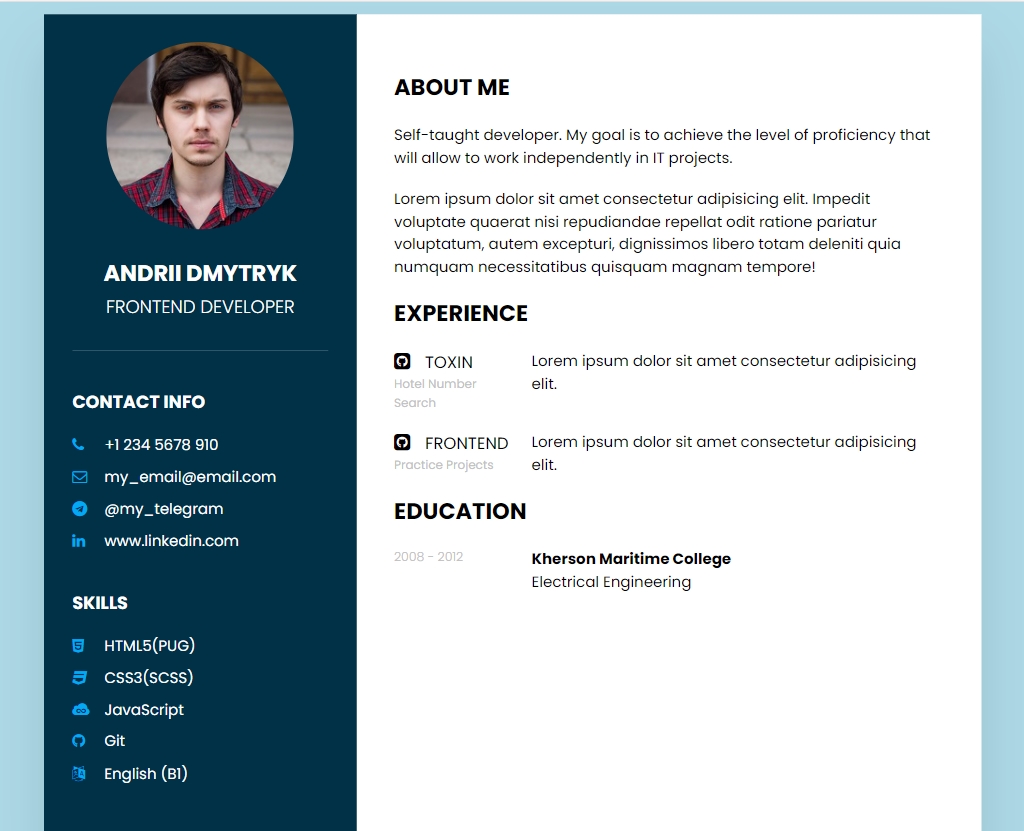 ANDRII DMYTRYK
FRONTEND DEVELOPER
CONTACT INFO
+1 234 5678 910
my_email@email.com
@my_telegram
www.linkedin.com
SKILLS
HTML5(PUG)
CSS3(SCSS)
JavaScript
Git
English (B1)
ABOUT ME
Self-taught developer. My goal is to achieve the level of proficiency that
will allow to work independently in IT projects.
Lorem ipsum dolor sit amet consectetur adipisicing elit. Impedit
voluptate quaerat nisi repudiandae repellat odit ratione pariatur
voluptatum, autem excepturi, dignissimos libero totam deleniti quia
numquam necessitatibus quisquam magnam tempore!
EXPERIENCE
TOXIN
Hotel Number
Search
Lorem ipsum dolor sit amet consectetur adipisicing
elit.
FRONTEND
Practice Projects
Lorem ipsum dolor sit amet consectetur adipisicing
elit.
EDUCATION
2008 - 2012
Kherson Maritime College
Electrical Engineering